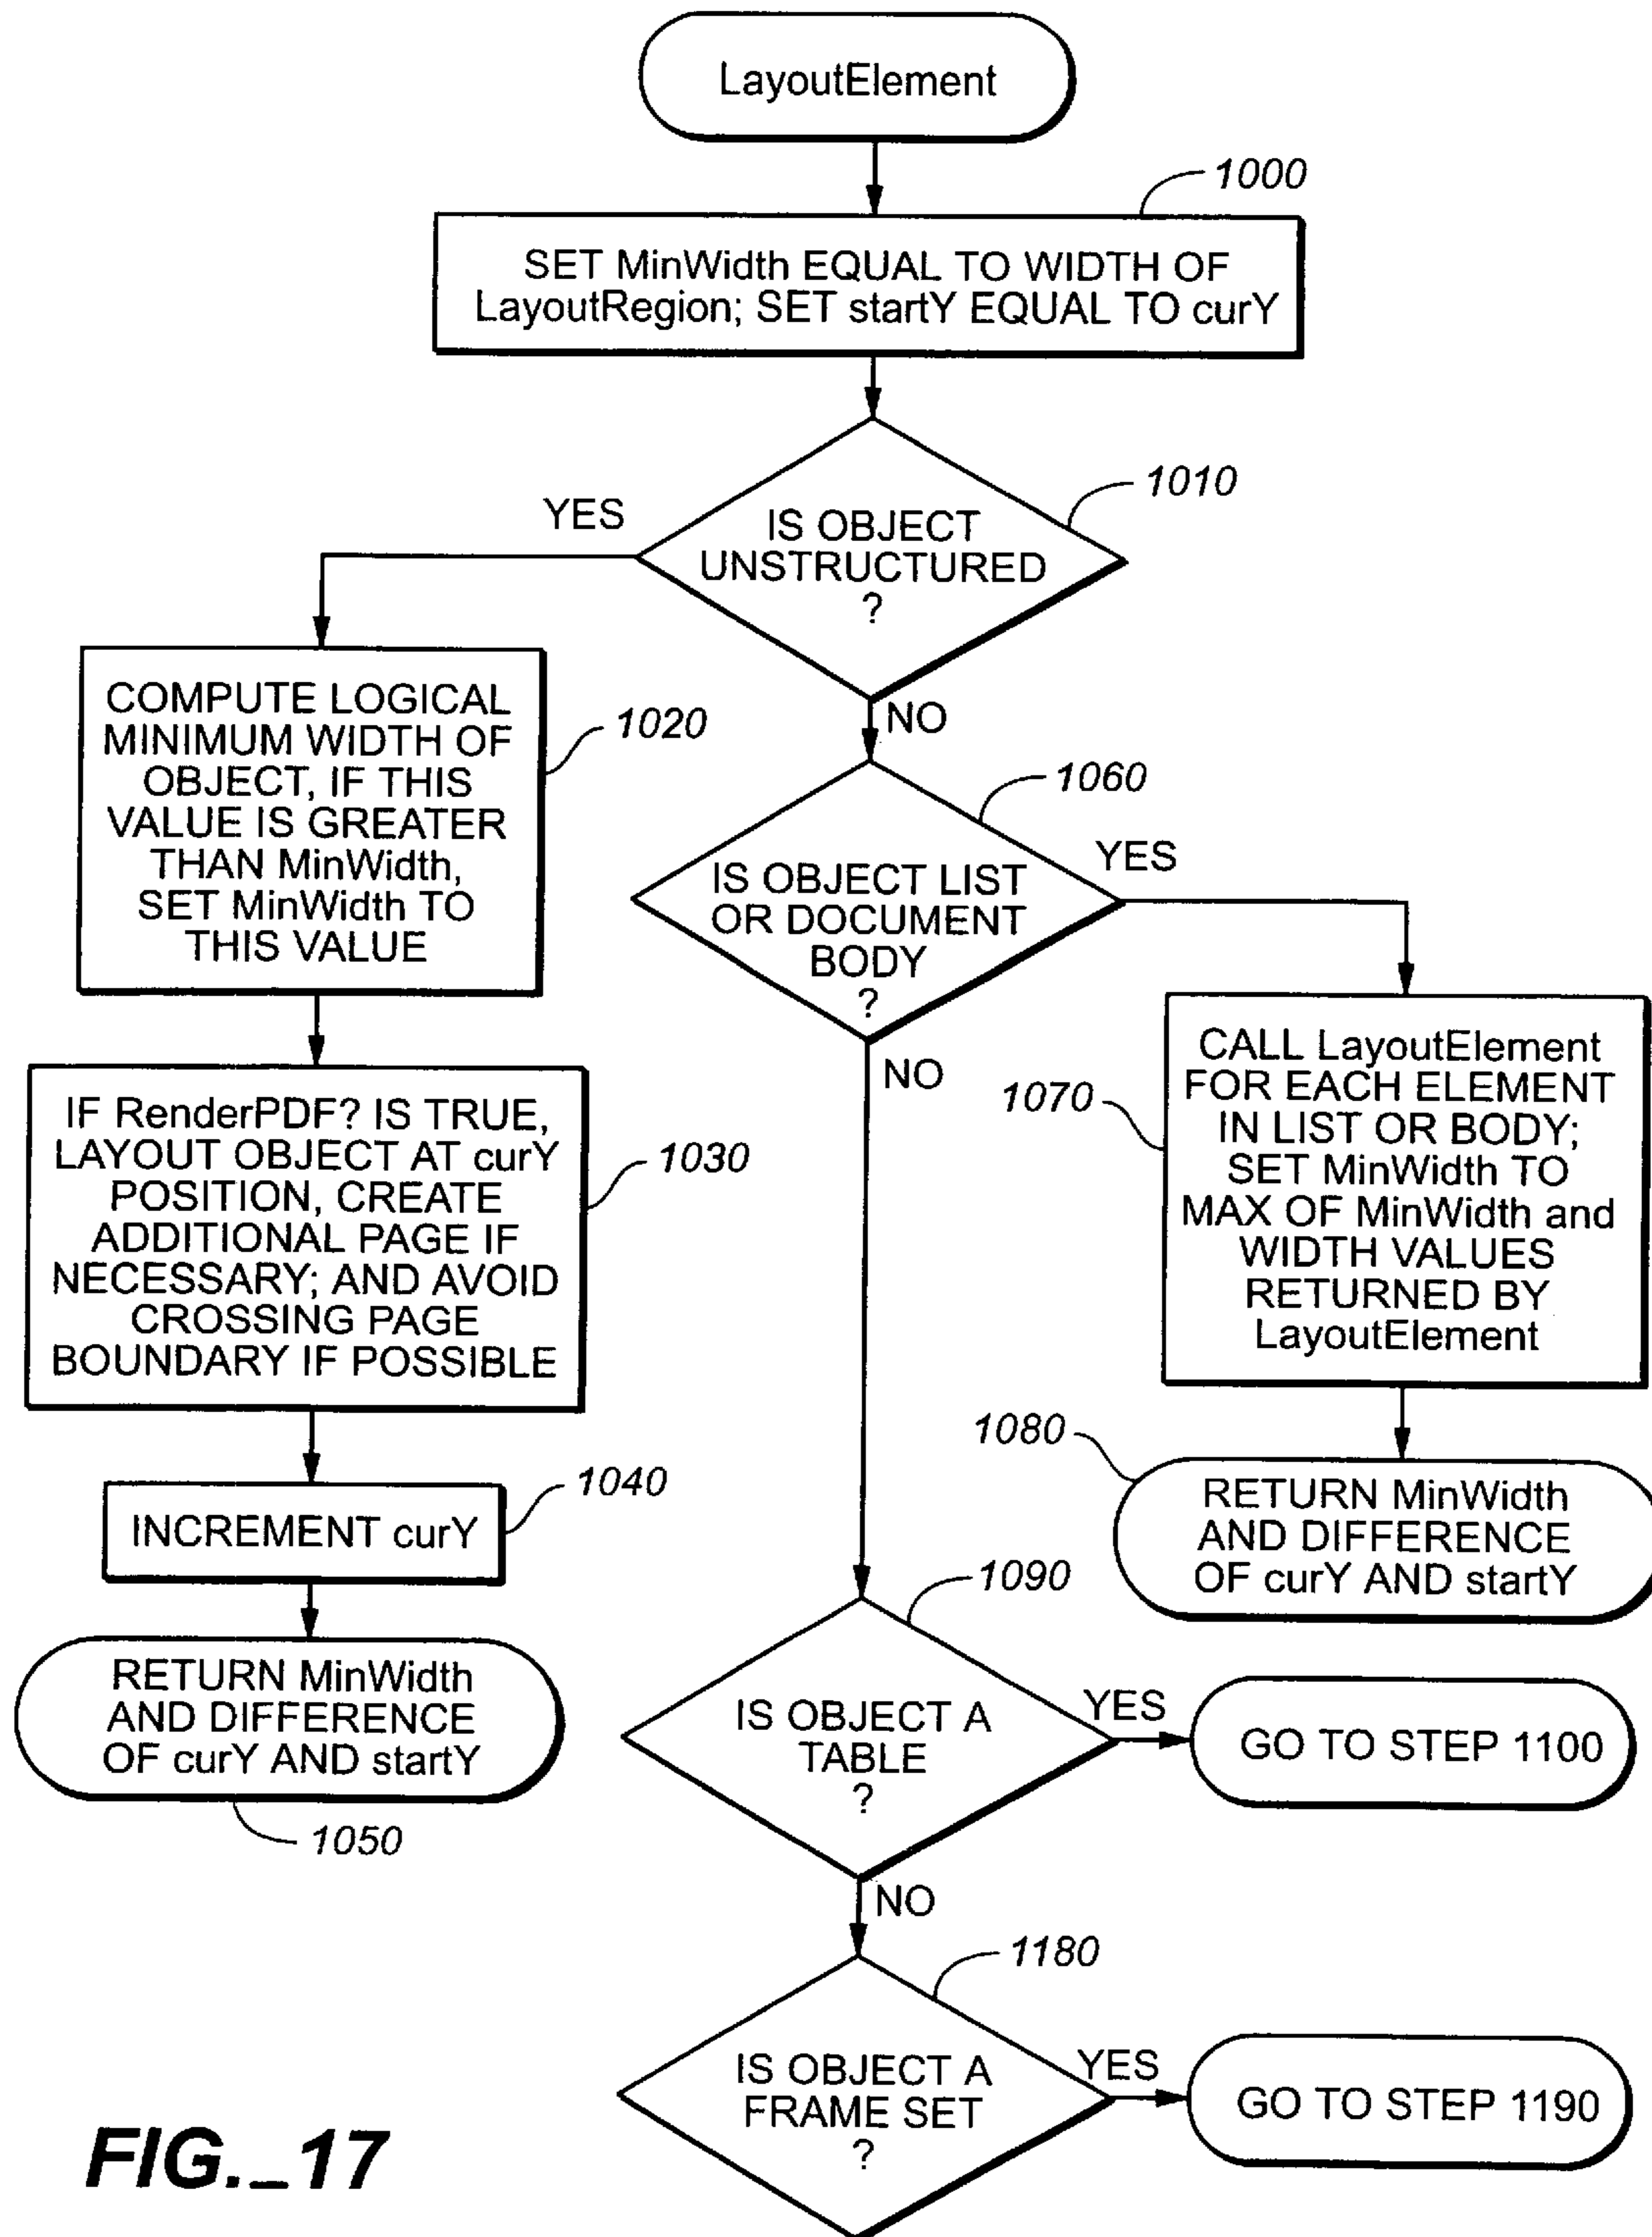 LayoutElement
1000
SET MinWidth EQUAL TO WIDTH OF
LayoutRegion; SET startY EQUAL TO curY
1010
YES
IS OBJECT
UNSTRUCTURED
?
NO
COMPUTE LOGICAL
MINIMUM WIDTH OF
OBJECT, IF THIS
VALUE IS GREATER
THAN MinWidth,
SET MinWidth TO
THIS VALUE
1020
1060
IS OBJECT LIST
OR DOCUMENT
BODY
?
YES
NO
IF RenderPDF? IS TRUE,
LAYOUT OBJECT AT curY
POSITION, CREATE
ADDITIONAL PAGE IF
NECESSARY; AND AVOID
CROSSING PAGE
BOUNDARY IF POSSIBLE
1030
1070
CALL LayoutElement
FOR EACH ELEMENT
IN LIST OR BODY;
SET MinWidth TO
MAX OF MinWidth and
WIDTH VALUES
RETURNED BY
LayoutElement
1040
INCREMENT curY
1080
RETURN MinWidth
AND DIFFERENCE
OF curY AND startY
RETURN MinWidth
AND DIFFERENCE
OF curY AND startY
1050
1090
IS OBJECT A
TABLE
?
YES
GO TO STEP 1100
NO
1180
IS OBJECT A
FRAME SET
?
YES
GO TO STEP 1190
FIG._17